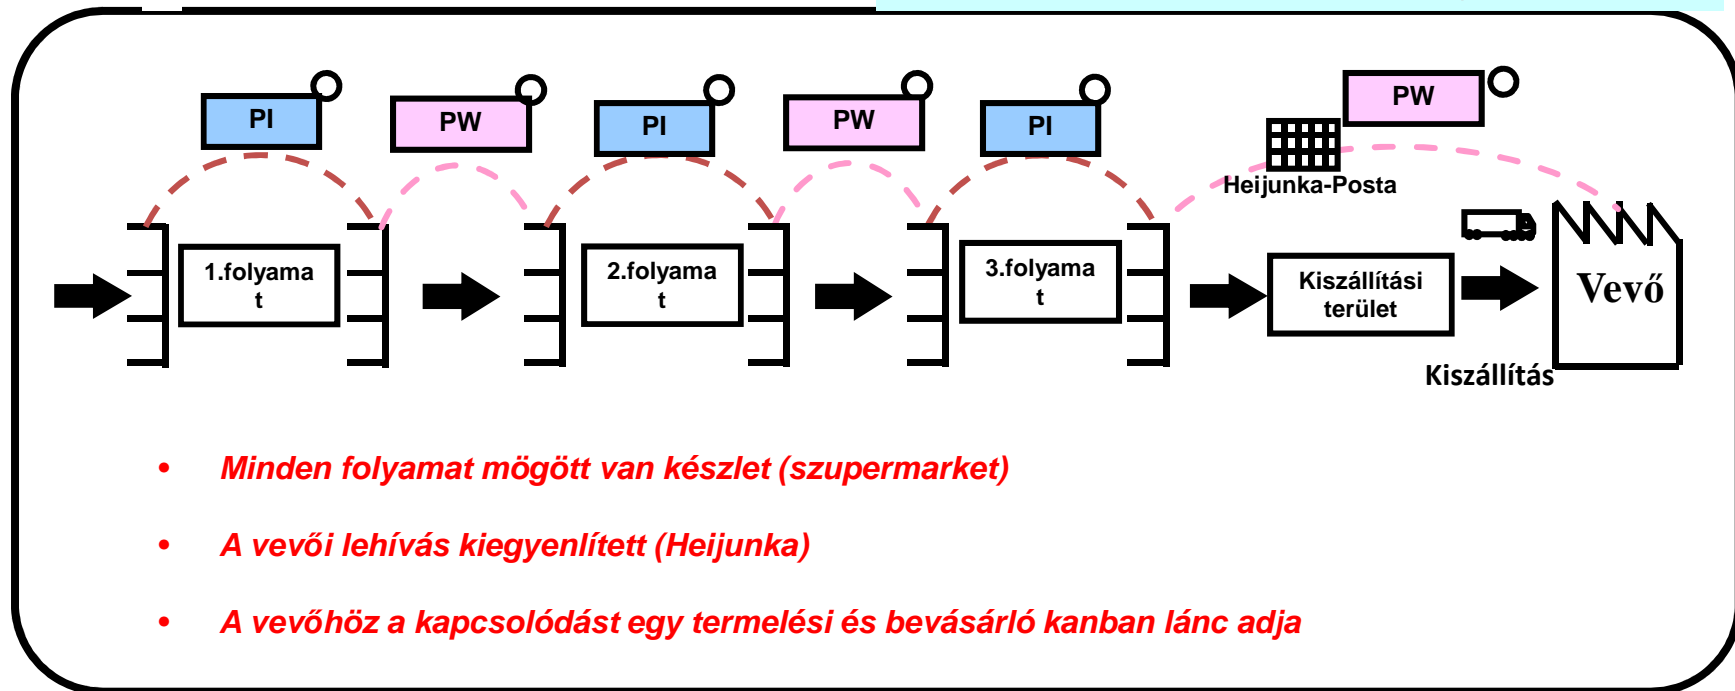 PI
PW
PI
PW
PI
PW
Heijunka-Posta
1.folyama
t
2.folyama
t
3.folyama
t
Kiszállítási
terület
Vevő
Kiszállítás
• Minden folyamat mögött van készlet (szupermarket)
• A vevői lehívás kiegyenlített (Heijunka)
• A vevőhöz a kapcsolódást egy termelési és bevásárló kanban lánc adja